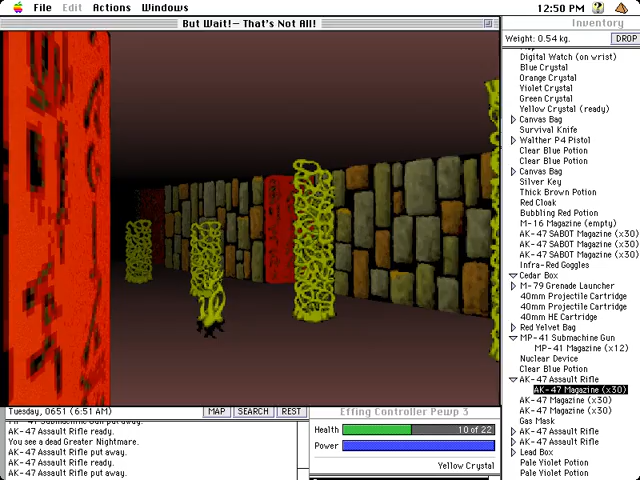 File Edit Actions Windows 12:50 PM
But Wait!— That's Not All!
Inventory
Weight: 0.54 kg. DROP
Digital Watch (on wrist)
Blue Crystal
Orange Crystal
Violet Crystal
Green Crystal
Yellow Crystal (ready)
Canvas Bag
Survival Knife
Walther P4 Pistol
Clear Blue Potion
Clear Blue Potion
Canvas Bag
Silver Key
Thick Brown Potion
Red Cloak
Bubbling Red Potion
M-16 Magazine (empty)
AK-47 SABOT Magazine (x30)
AK-47 SABOT Magazine (x30)
AK-47 SABOT Magazine (x30)
Infra-Red Goggles
Cedar Box
M-79 Grenade Launcher
40mm Projectile Cartridge
40mm Projectile Cartridge
40mm HE Cartridge
Red Velvet Bag
MP-41 Submachine Gun
MP-41 Magazine (x12)
Nuclear Device
Clear Blue Potion
AK-47 Assault Rifle
AK-47 Magazine (x30)
AK-47 Magazine (x30)
AK-47 Magazine (x30)
Gas Mask
AK-47 Assault Rifle
AK-47 Assault Rifle
Lead Box
Pale Violet Potion
Pale Violet Potion
Tuesday, 0651 (6:51 AM) MAP SEARCH REST
MP-41 Submachine Gun put away.
AK-47 Assault Rifle ready.
You see a dead Greater Nightmare.
AK-47 Assault Rifle put away.
AK-47 Assault Rifle ready.
AK-47 Assault Rifle put away.
Effing Controller Pewp 3
Health 10 of 22
Power
Yellow Crystal